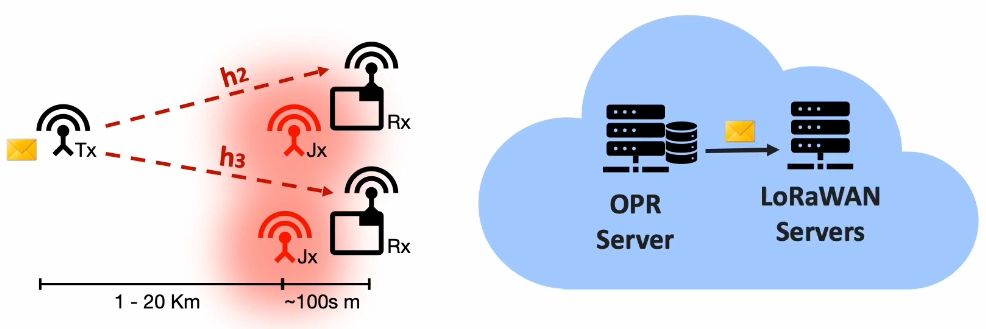 h2
Rx
Jx
Tx
h3
Rx
Jx
1 - 20 Km
~100s m
OPR
Server
LoRaWAN
Servers